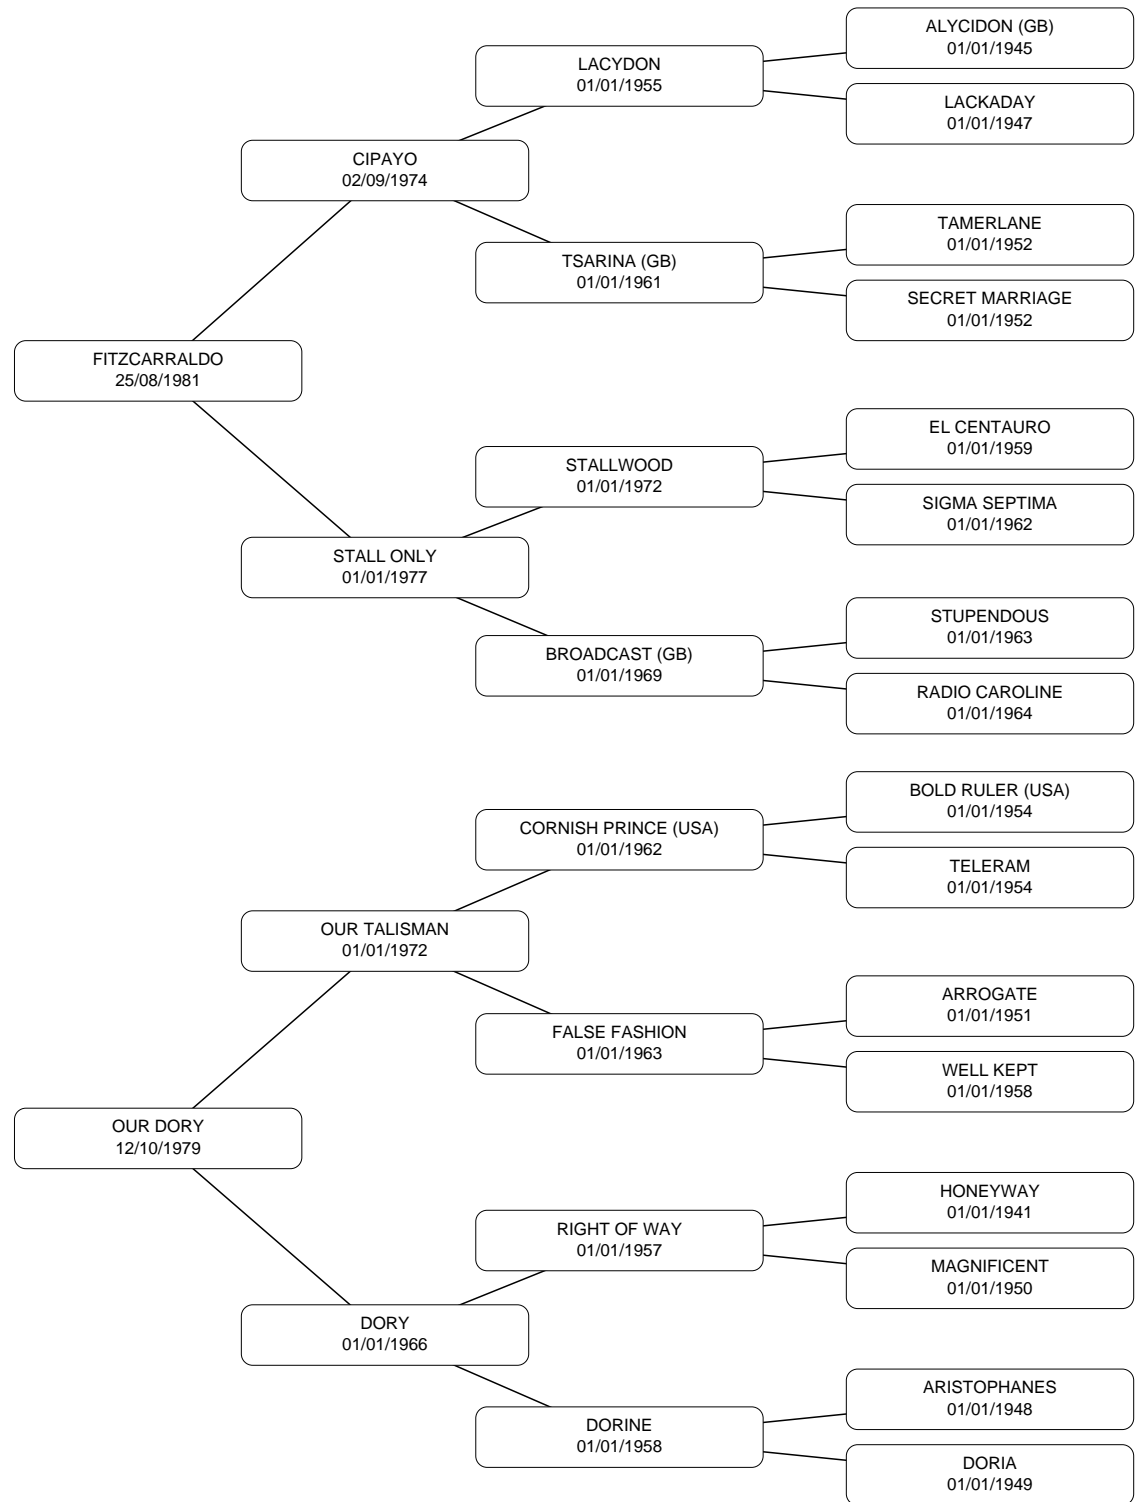 ALYCIDON (GB)
01/01/1945
LACYDON
01/01/1955
LACKADAY
01/01/1947
CIPAYO
02/09/1974
TAMERLANE
01/01/1952
TSARINA (GB)
01/01/1961
SECRET MARRIAGE
01/01/1952
FITZCARRALDO
25/08/1981
EL CENTAURO
01/01/1959
STALLWOOD
01/01/1972
SIGMA SEPTIMA
01/01/1962
STALL ONLY
01/01/1977
STUPENDOUS
01/01/1963
BROADCAST (GB)
01/01/1969
RADIO CAROLINE
01/01/1964
BOLD RULER (USA)
01/01/1954
CORNISH PRINCE (USA)
01/01/1962
TELERAM
01/01/1954
OUR TALISMAN
01/01/1972
ARROGATE
01/01/1951
FALSE FASHION
01/01/1963
WELL KEPT
01/01/1958
OUR DORY
12/10/1979
HONEYWAY
01/01/1941
RIGHT OF WAY
01/01/1957
MAGNIFICENT
01/01/1950
DORY
01/01/1966
ARISTOPHANES
01/01/1948
DORINE
01/01/1958
DORIA
01/01/1949